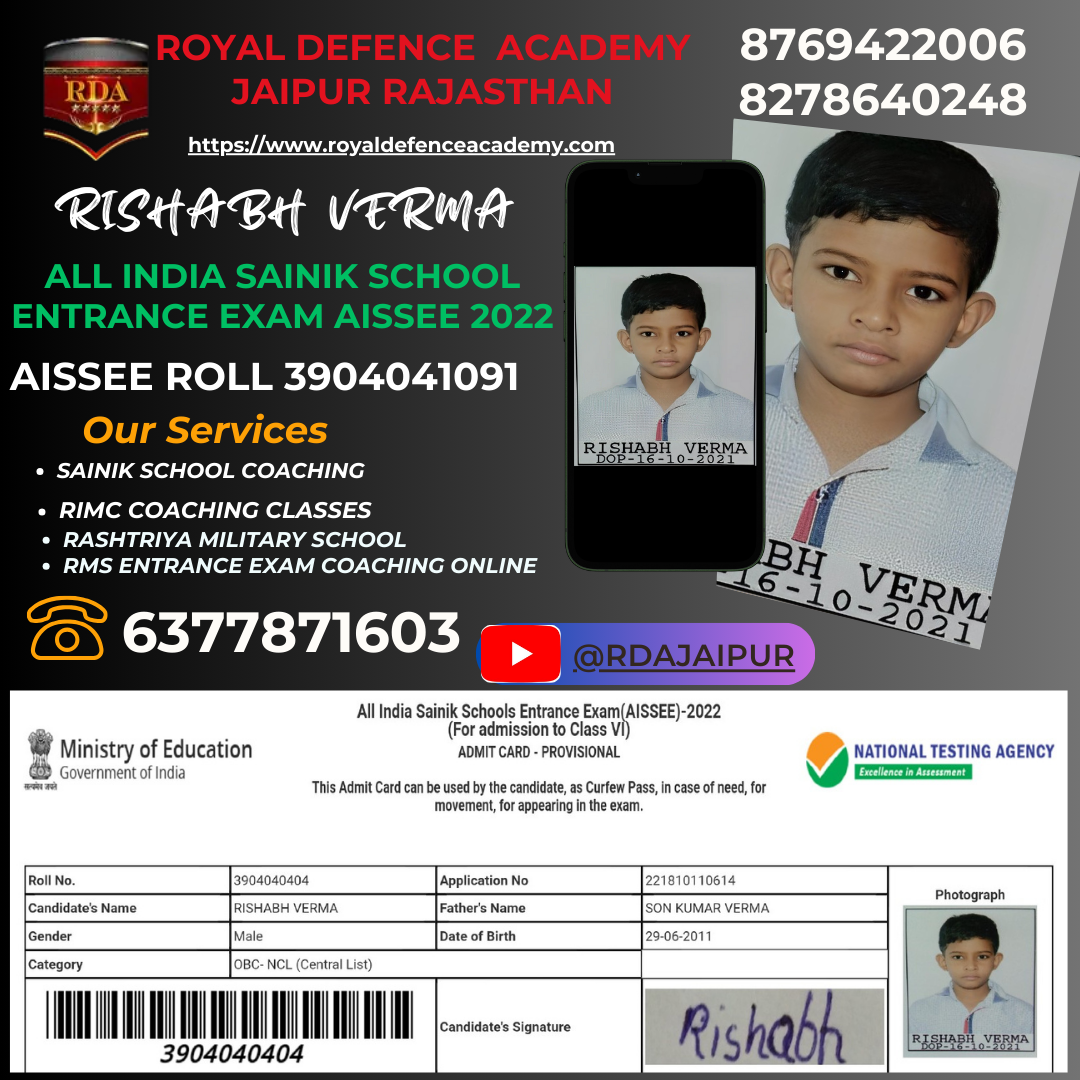 RDA
ROYAL DEFENCE ACADEMY
JAIPUR RAJASTHAN
8769422006
8278640248
https://www.royaldefenceacademy.com
RISHABH VERMA
ALL INDIA SAINIK SCHOOL
ENTRANCE EXAM AISSEE 2022
AISSEE ROLL 3904041091
Our Services
• SAINIK SCHOOL COACHING
• RIMC COACHING CLASSES
• RASHTRIYA MILITARY SCHOOL
• RMS ENTRANCE EXAM COACHING ONLINE
RISHABH VERMA
DOP-16-10-2021
BH VERMA
16-10-2021
6377871603
@RDAJAIPUR
All India Sainik Schools Entrance Exam(AISSEE)-2022
(For admission to Class VI)
ADMIT CARD - PROVISIONAL
Ministry of Education
Government of India
सत्यमेव जयते
NATIONAL TESTING AGENCY
Excellence in Assessment
This Admit Card can be used by the candidate, as Curfew Pass, in case of need, for
movement, for appearing in the exam.
Roll No. 3904040404 Application No 221810110614
Candidate's Name RISHABH VERMA Father's Name SON KUMAR VERMA
Gender Male Date of Birth 29-06-2011
Category OBC- NCL (Central List)
Photograph
3904040404
Candidate's Signature
Rishabh
RISHABH VERMA
DOP-16-10-2021